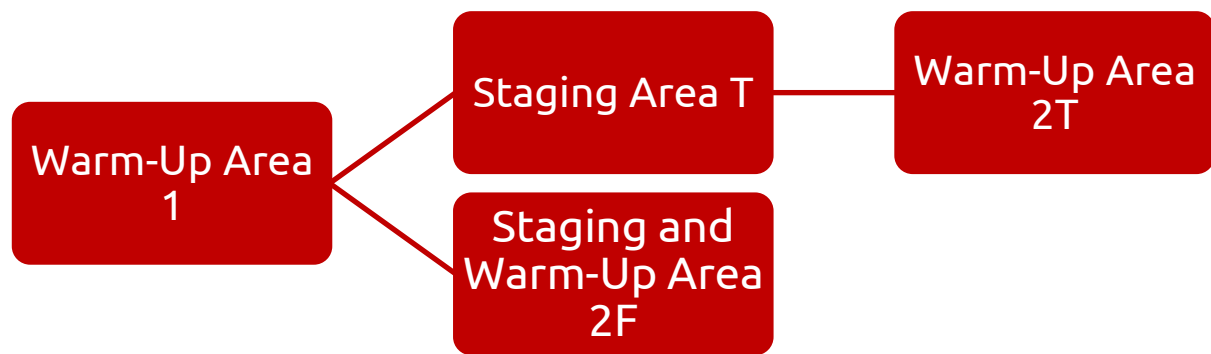 Warm-Up Area
1
Staging Area T
Warm-Up Area
2T
Staging and
Warm-Up Area
2F